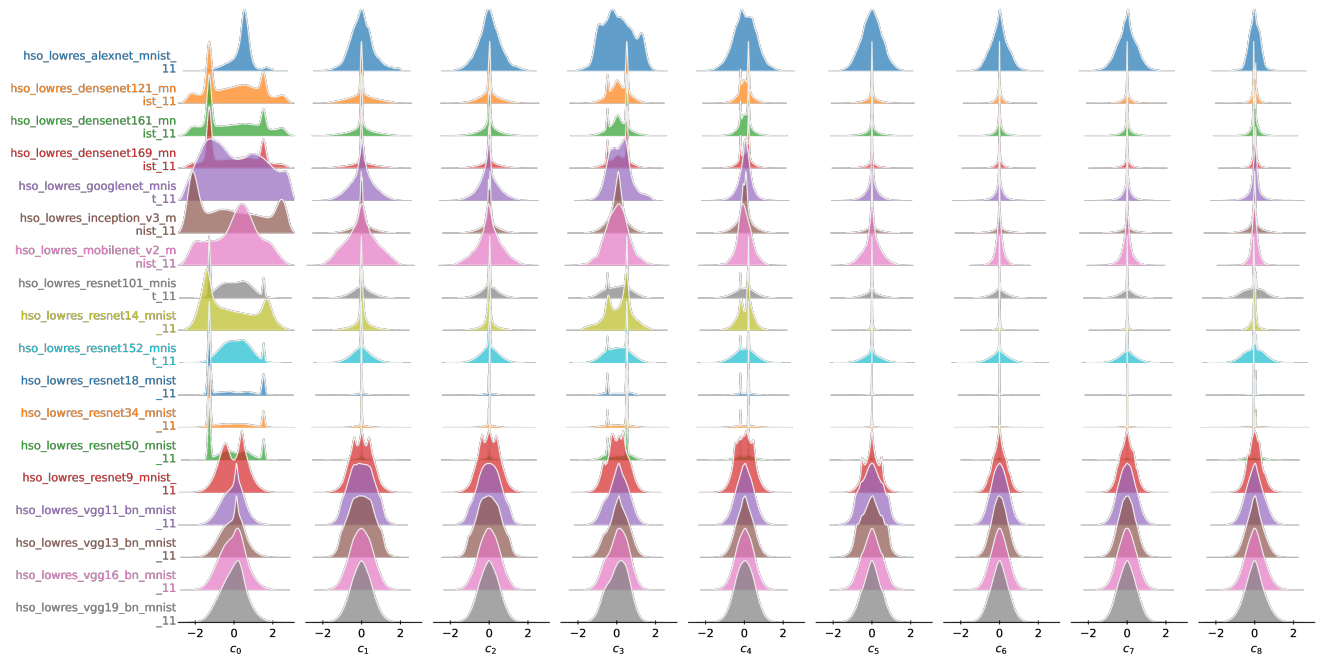 hso_lowres_alexnet_mnist_
11
hso_lowres_densenet121_mn
ist_11
hso_lowres_densenet161_mn
ist_11
hso_lowres_densenet169_mn
ist_11
hso_lowres_googlenet_mnis
t_11
hso_lowres_inception_v3_m
nist_11
hso_lowres_mobilenet_v2_m
nist_11
hso_lowres_resnet101_mnis
t_11
hso_lowres_resnet14_mnist
_11
hso_lowres_resnet152_mnis
t_11
hso_lowres_resnet18_mnist
_11
hso_lowres_resnet34_mnist
_11
hso_lowres_resnet50_mnist
_11
hso_lowres_resnet9_mnist_
11
hso_lowres_vgg11_bn_mnist
_11
hso_lowres_vgg13_bn_mnist
_11
hso_lowres_vgg16_bn_mnist
_11
hso_lowres_vgg19_bn_mnist
_11
−2 0 2 −2 0 2 −2 0 2 −2 0 2 −2 0 2 −2 0 2 −2 0 2 −2 0 2 −2 0 2
c0 c1 c2 c3 c4 c5 c6 c7 c8